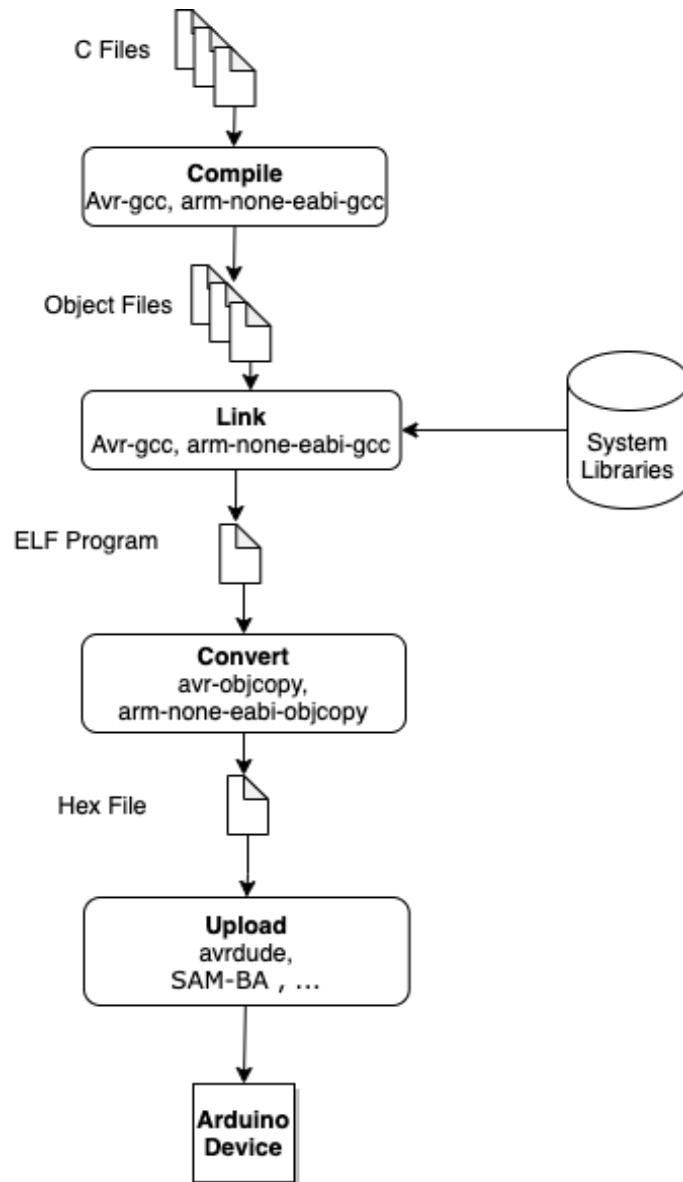 C Files
Compile
Avr-gcc, arm-none-eabi-gcc
Object Files
Link
Avr-gcc, arm-none-eabi-gcc
System
Libraries
ELF Program
Convert
avr-objcopy,
arm-none-eabi-objcopy
Hex File
Upload
avrdude,
SAM-BA , ...
Arduino
Device